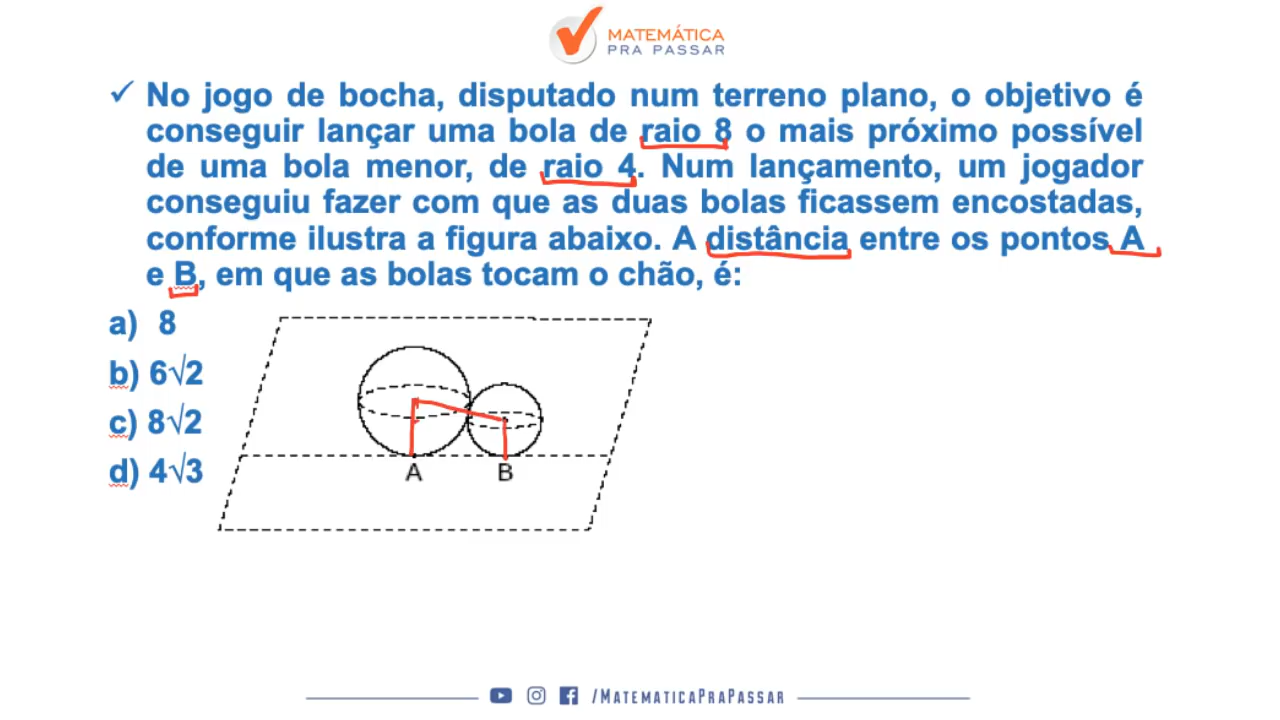 MATEMÁTICA
PRA PASSAR
✓ No jogo de bocha, disputado num terreno plano, o objetivo é
conseguir lançar uma bola de raio 8 o mais próximo possível
de uma bola menor, de raio 4. Num lançamento, um jogador
conseguiu fazer com que as duas bolas ficassem encostadas,
conforme ilustra a figura abaixo. A distância entre os pontos A
e B, em que as bolas tocam o chão, é:
a) 8
b) 6√2
c) 8√2
d) 4√3
A B
/MATEMATICAPRAPASSAR